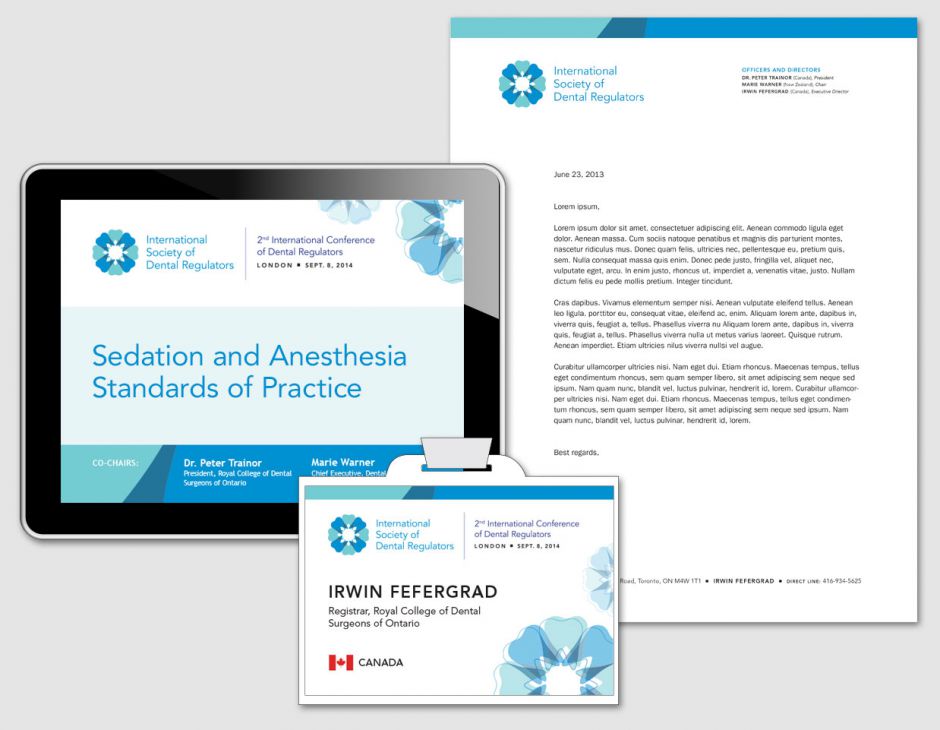 International
Society of
Dental Regulators
OFFICERS AND DIRECTORS
DR. PETER TRAINOR (Canada), President
MARIE WARNER (New Zealand), Chair
IRWIN FEFERGRAD (Canada), Executive Director
June 23, 2013
Lorem ipsum,
Lorem ipsum dolor sit amet, consectetuer adipiscing elit. Aenean commodo ligula eget
dolor. Aenean massa. Cum sociis natoque penatibus et magnis dis parturient montes,
nascetur ridiculus mus. Donec quam felis, ultricies nec, pellentesque eu, pretium quis,
sem. Nulla consequat massa quis enim. Donec pede justo, fringilla vel, aliquet nec,
vulputate eget, arcu. In enim justo, rhoncus ut, imperdiet a, venenatis vitae, justo. Nullam
dictum felis eu pede mollis pretium. Integer tincidunt.
Cras dapibus. Vivamus elementum semper nisi. Aenean vulputate eleifend tellus. Aenean
leo ligula, porttitor eu, consequat vitae, eleifend ac, enim. Aliquam lorem ante, dapibus in,
viverra quis, feugiat a, tellus. Phasellus viverra nu Aliquam lorem ante, dapibus in, viverra
quis, feugiat a, tellus. Phasellus viverra nulla ut metus varius laoreet. Quisque rutrum.
Aenean imperdiet. Etiam ultricies nilus viverra nullsi vel augue.
Curabitur ullamcorper ultricies nisi. Nam eget dui. Etiam rhoncus. Maecenas tempus, tellus
eget condimentum rhoncus, sem quam semper libero, sit amet adipiscing sem neque sed
ipsum. Nam quam nunc, blandit vel, luctus pulvinar, hendrerit id, lorem. Curabitur ullamcor-
per ultricies nisi. Nam eget dui. Etiam rhoncus. Maecenas tempus, tellus eget condimen-
tum rhoncus, sem quam semper libero, sit amet adipiscing sem neque sed ipsum. Nam
quam nunc, blandit vel, luctus pulvinar, hendrerit id, lorem.
Best regards,
Road, Toronto, ON M4W 1T1 • IRWIN FEFERGRAD • DIRECT LINE: 416-934-5625
International
Society of
Dental Regulators
2nd International Conference
of Dental Regulators
LONDON • SEPT. 8, 2014
Sedation and Anesthesia
Standards of Practice
CO-CHAIRS:
Dr. Peter Trainor
President, Royal College of Dental
Surgeons of Ontario
Marie Warner
Chief Executive, Dental
International
Society of
Dental Regulators
2nd International Conference
of Dental Regulators
LONDON • SEPT. 8, 2014
IRWIN FEFERGRAD
Registrar, Royal College of Dental
Surgeons of Ontario
CANADA